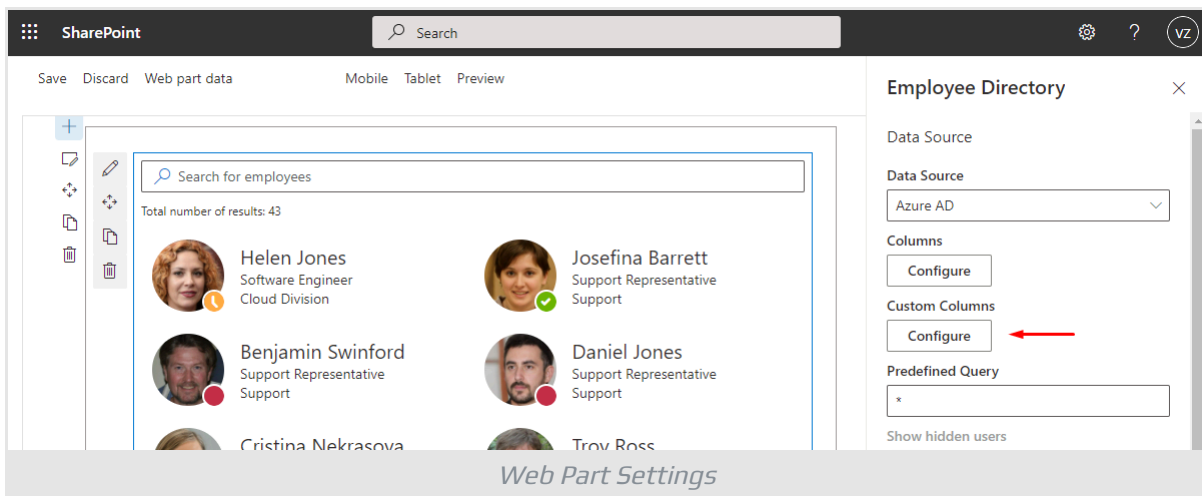 SharePoint
Search
?
VZ
Save Discard Web part data Mobile Tablet Preview
Employee Directory
Data Source
Data Source
Azure AD
Columns
Configure
Custom Columns
Configure
Predefined Query
*
Show hidden users
Search for employees
Total number of results: 43
Helen Jones
Software Engineer
Cloud Division
Josefina Barrett
Support Representative
Support
Benjamin Swinford
Support Representative
Support
Daniel Jones
Support Representative
Support
Cristina Nekrasova
Troy Ross
Web Part Settings